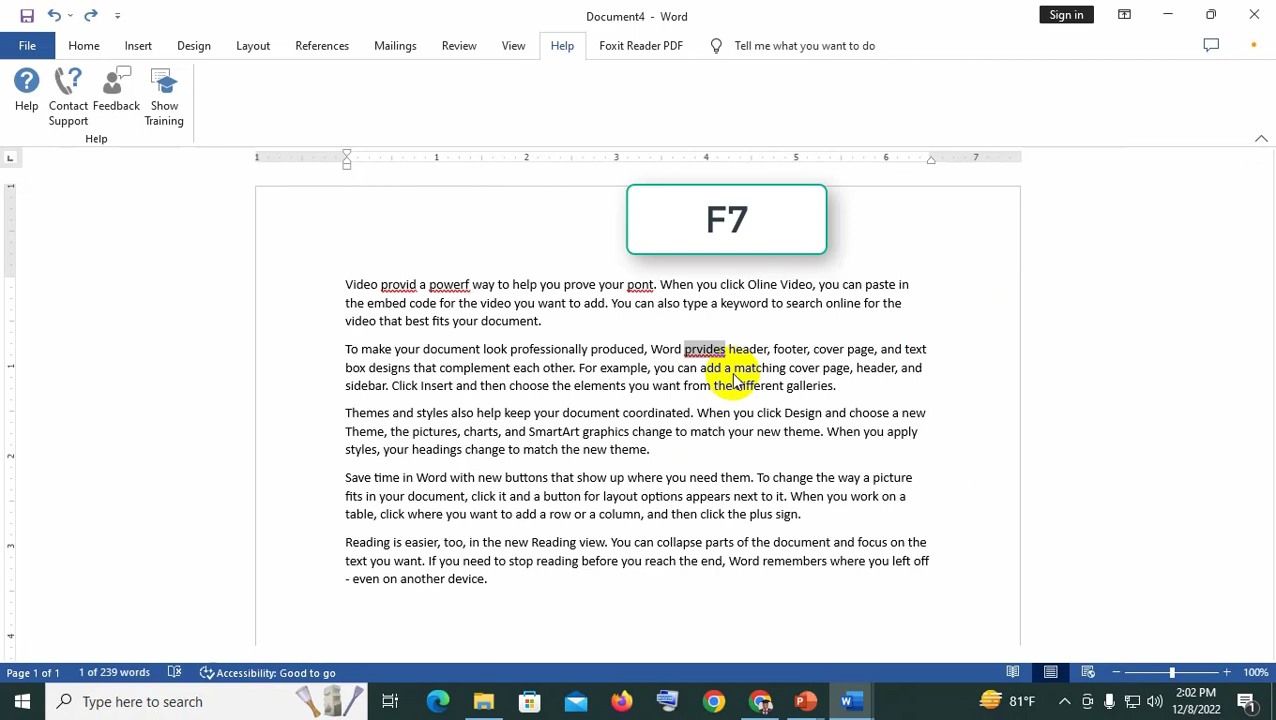 Document4 - Word
Sign in
File Home Insert Design Layout References Mailings Review View Help Foxit Reader PDF Tell me what you want to do
Help Contact Support Feedback Show Training
Help
1 1 2 3 4 5 6 7
F7
Video provid a powerf way to help you prove your pont. When you click Oline Video, you can paste in
the embed code for the video you want to add. You can also type a keyword to search online for the
video that best fits your document.
To make your document look professionally produced, Word prvides header, footer, cover page, and text
box designs that complement each other. For example, you can add a matching cover page, header, and
sidebar. Click Insert and then choose the elements you want from the different galleries.
Themes and styles also help keep your document coordinated. When you click Design and choose a new
Theme, the pictures, charts, and SmartArt graphics change to match your new theme. When you apply
styles, your headings change to match the new theme.
Save time in Word with new buttons that show up where you need them. To change the way a picture
fits in your document, click it and a button for layout options appears next to it. When you work on a
table, click where you want to add a row or a column, and then click the plus sign.
Reading is easier, too, in the new Reading view. You can collapse parts of the document and focus on the
text you want. If you need to stop reading before you reach the end, Word remembers where you left off
- even on another device.
1
1
2
3
4
Page 1 of 1 1 of 239 words Accessibility: Good to go 100%
Type here to search 81°F 2:02 PM
12/8/2022 1